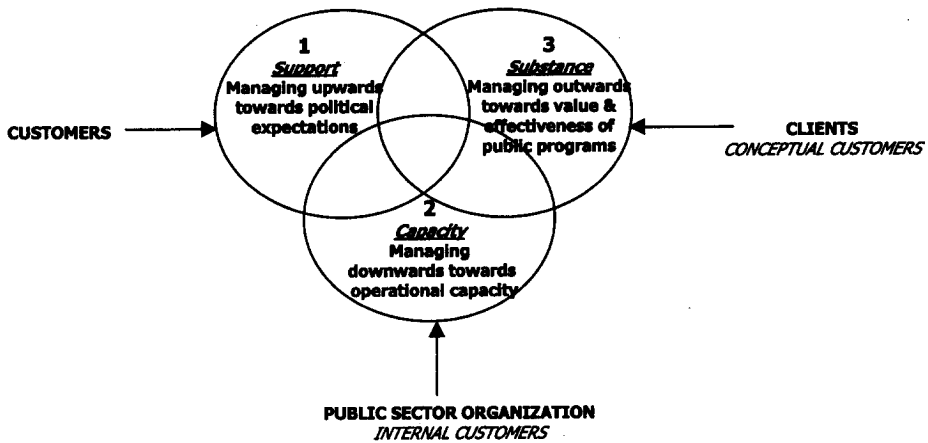 1
Support
Managing upwards
towards political
expectations
3
Substance
Managing outwards
towards value &
effectiveness of
public programs
CUSTOMERS
CLIENTS
CONCEPTUAL CUSTOMERS
2
Capacity
Managing
downwards towards
operational capacity
PUBLIC SECTOR ORGANIZATION
INTERNAL CUSTOMERS